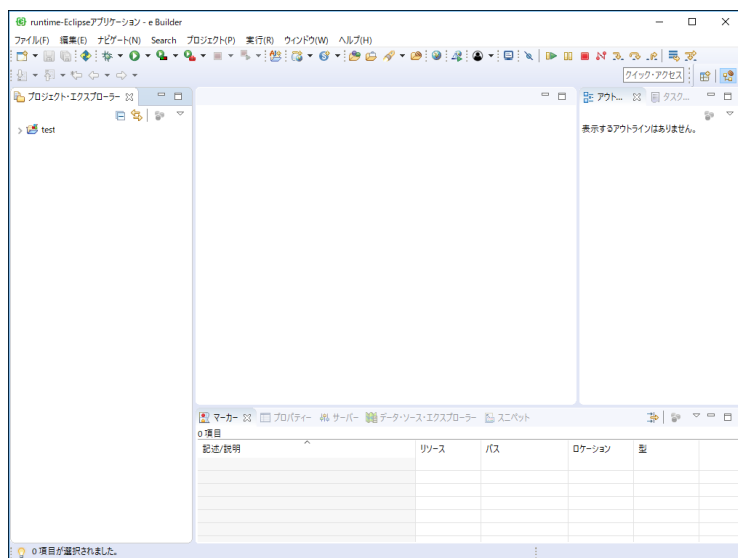 runtime-Eclipseアプリケーション - e Builder
ファイル(F) 編集(E) ナビゲート(N) Search プロジェクト(P) 実行(R) ウィンドウ(W) ヘルプ(H)
クイック・アクセス
プロジェクト・エクスプローラー
test
アウト...
タスク...
表示するアウトラインはありません。
マーカー プロパティー サーバー データ・ソース・エクスプローラー スニペット
0 項目
記述/説明 リソース パス ロケーション 型
0 項目が選択されました。